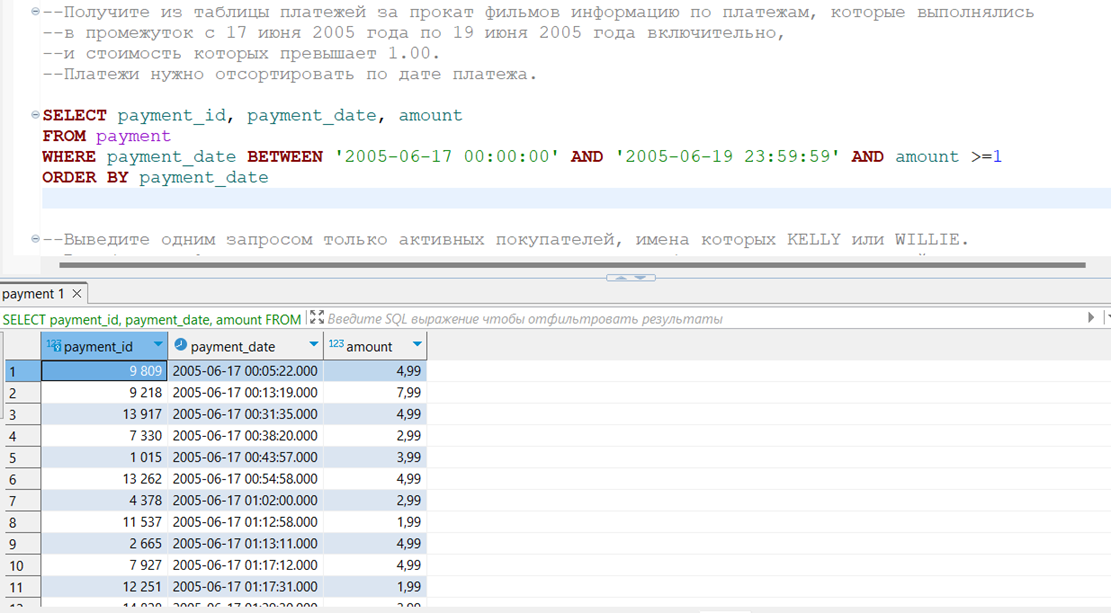 --Получите из таблицы платежей за прокат фильмов информацию по платежам, которые выполнялись
--в промежуток с 17 июня 2005 года по 19 июня 2005 года включительно,
--и стоимость которых превышает 1.00.
--Платежи нужно отсортировать по дате платежа.
SELECT payment_id, payment_date, amount
FROM payment
WHERE payment_date BETWEEN '2005-06-17 00:00:00' AND '2005-06-19 23:59:59' AND amount >=1
ORDER BY payment_date
--Выведите одним запросом только активных покупателей, имена которых KELLY или WILLIE.
payment 1
SELECT payment_id, payment_date, amount FROM Введите SQL выражение чтобы отфильтровать результаты
123 payment_id payment_date 123 amount
1 9 809 2005-06-17 00:05:22.000 4,99
2 9 218 2005-06-17 00:13:19.000 7,99
3 13 917 2005-06-17 00:31:35.000 4,99
4 7 330 2005-06-17 00:38:20.000 2,99
5 1 015 2005-06-17 00:43:57.000 3,99
6 13 262 2005-06-17 00:54:58.000 4,99
7 4 378 2005-06-17 01:02:00.000 2,99
8 11 537 2005-06-17 01:12:58.000 1,99
9 2 665 2005-06-17 01:13:11.000 4,99
10 7 927 2005-06-17 01:17:12.000 4,99
11 12 251 2005-06-17 01:17:31.000 1,99